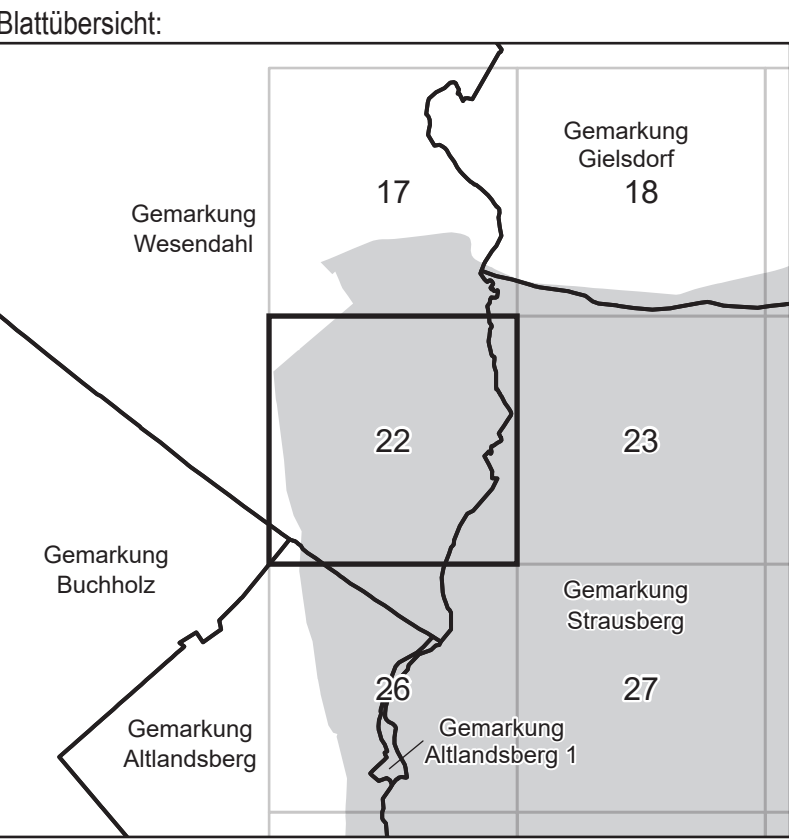 Blattübersicht:
Gemarkung
Gielsdorf
17
18
Gemarkung
Wesendahl
22
23
Gemarkung
Buchholz
Gemarkung
Strausberg
26
27
Gemarkung
Altlandsberg
Gemarkung
Altlandsberg 1